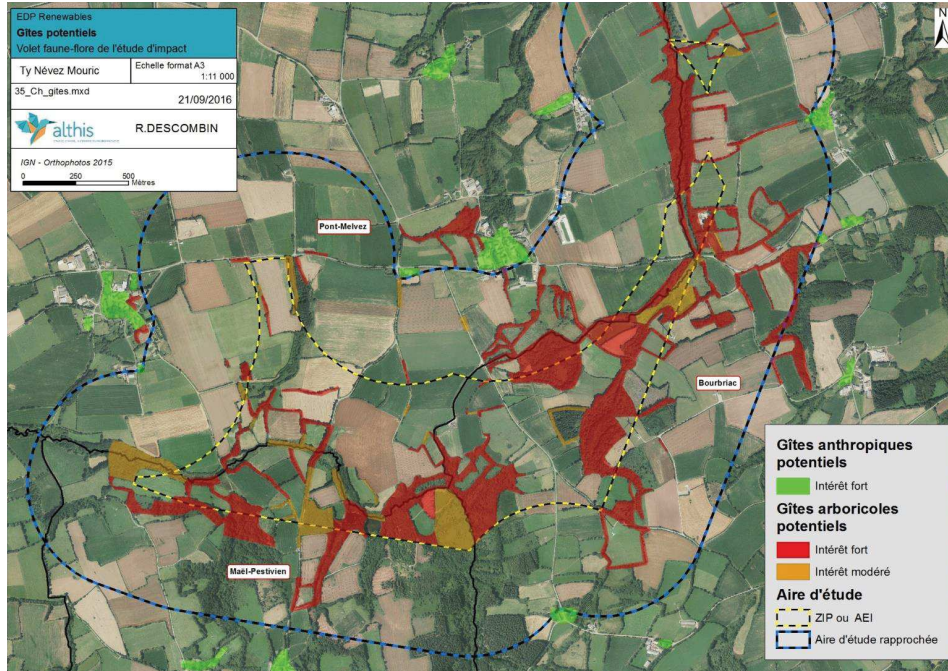 EDP Renewables
Gîtes potentiels
Volet faune-flore de l'étude d'impact
Ty Névez Mouric
Echelle format A3
1:11 000
35_Ch_gites.mxd
21/09/2016
althis
R.DESCOMBIN
IGN - Orthophotos 2015
0 250 500
Mètres
N
Pont-Melvez
Bourbriac
Maël-Pestivien
Gîtes anthropiques
potentiels
Intérêt fort
Gîtes arboricoles
potentiels
Intérêt fort
Intérêt modéré
Aire d'étude
ZIP ou AEI
Aire d'étude rapprochée